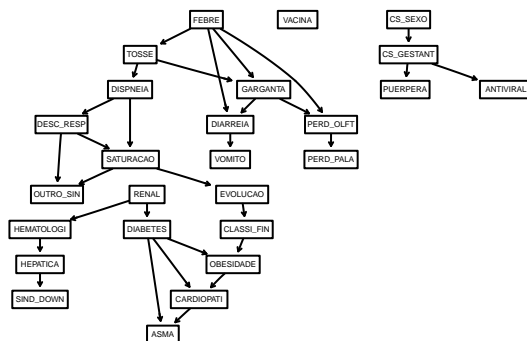 FEBRE VACINA CS_SEXO
TOSSE CS_GESTANT
DISPNEIA GARGANTA PUERPERA ANTIVIRAL
DESC_RESP DIARREIA PERD_OLFT
SATURACAO VOMITO PERD_PALA
OUTRO_SIN RENAL EVOLUCAO
HEMATOLOGI DIABETES CLASSI_FIN
HEPATICA OBESIDADE
SIND_DOWN CARDIOPATI
ASMA